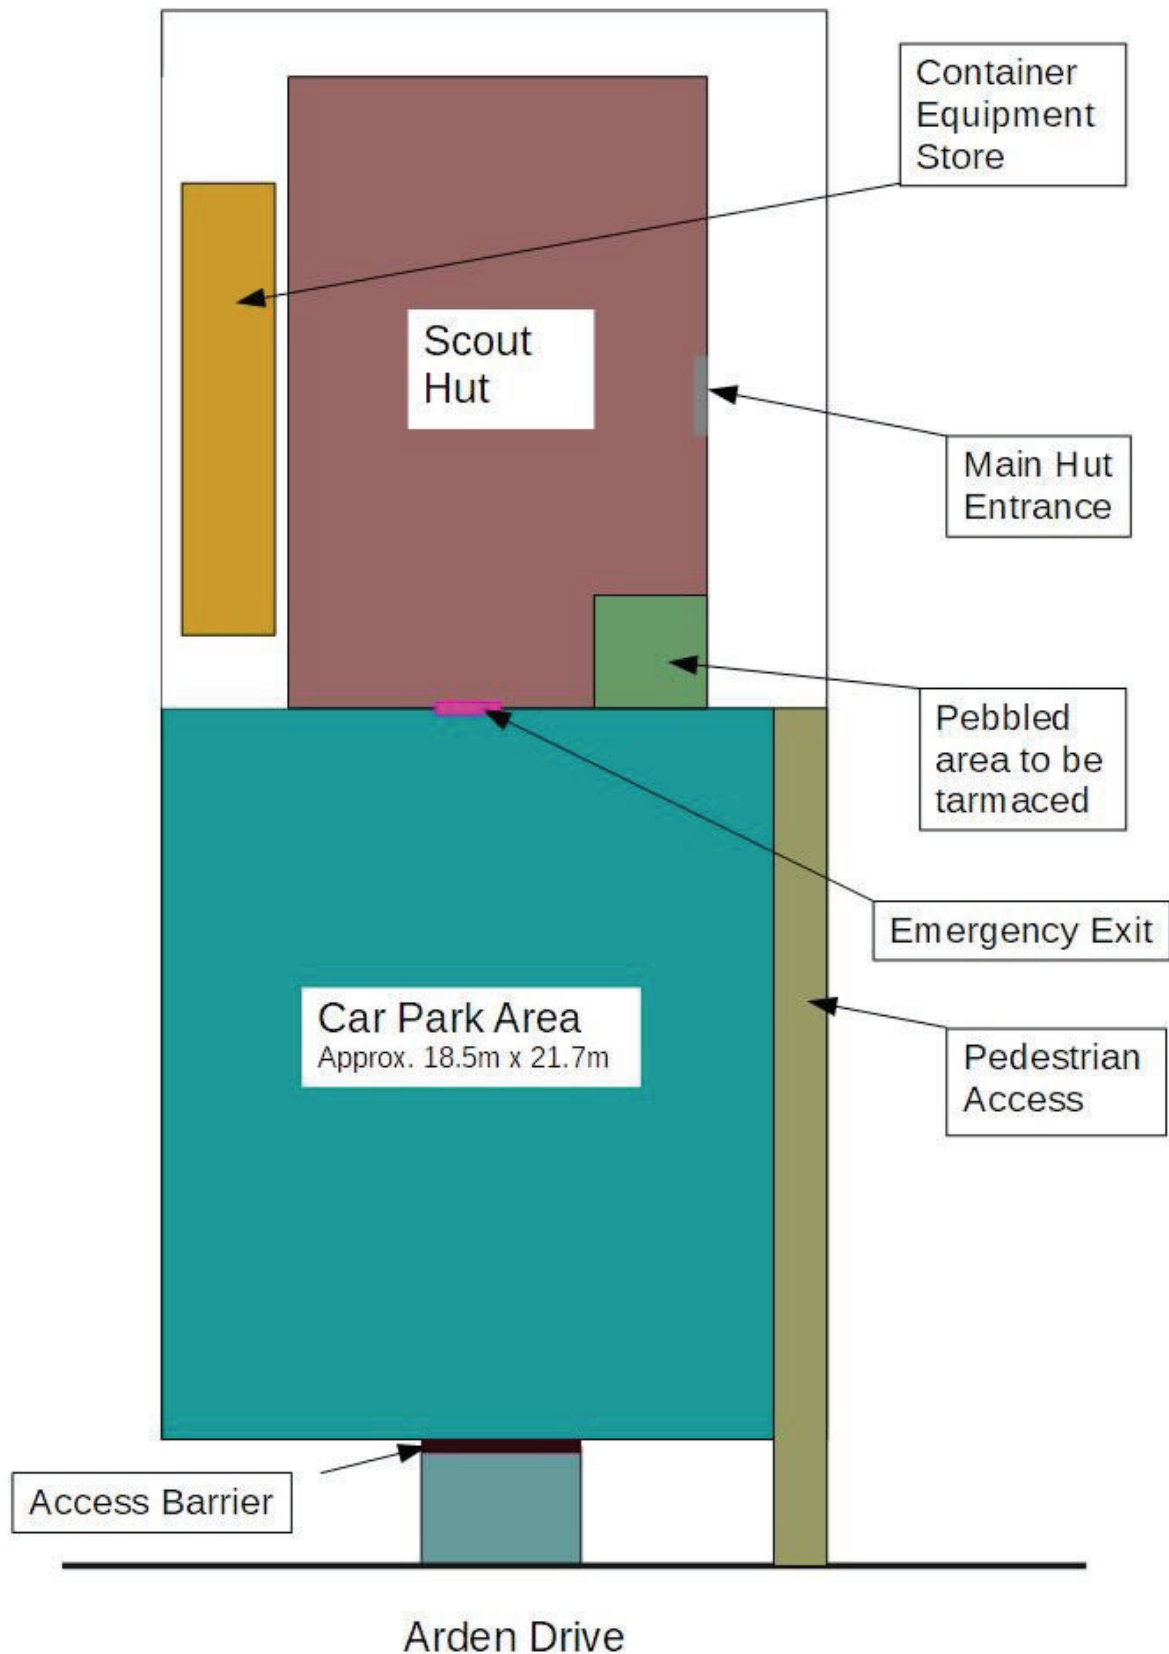 Container
Equipment
Store
Scout
Hut
Main Hut
Entrance
Pebbled
area to be
tarmaced
Emergency Exit
Car Park Area
Approx. 18.5m x 21.7m
Pedestrian
Access
Access Barrier
Arden Drive